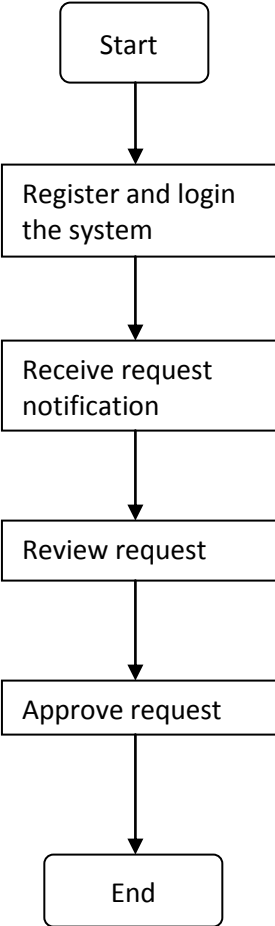 Start
Register and login
the system
Receive request
notification
Review request
Approve request
End